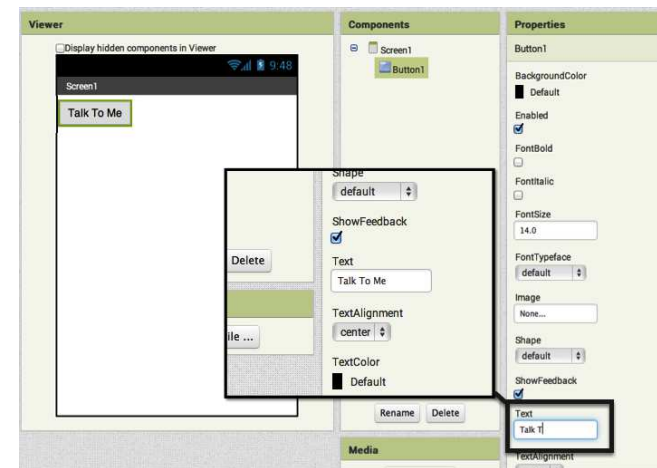 Viewer
Display hidden components in Viewer
9:48
Screen1
Talk To Me
Components
Screen1
Button1
Rename Delete
Media
Properties
Button1
BackgroundColor
Default
Enabled
FontBold
FontItalic
FontSize
14.0
FontTypeface
default
Image
None...
Shape
default
ShowFeedback
Text
Talk T
TextAlignment
Shape
default
ShowFeedback
Delete
Text
Talk To Me
TextAlignment
ile ...
center
TextColor
Default